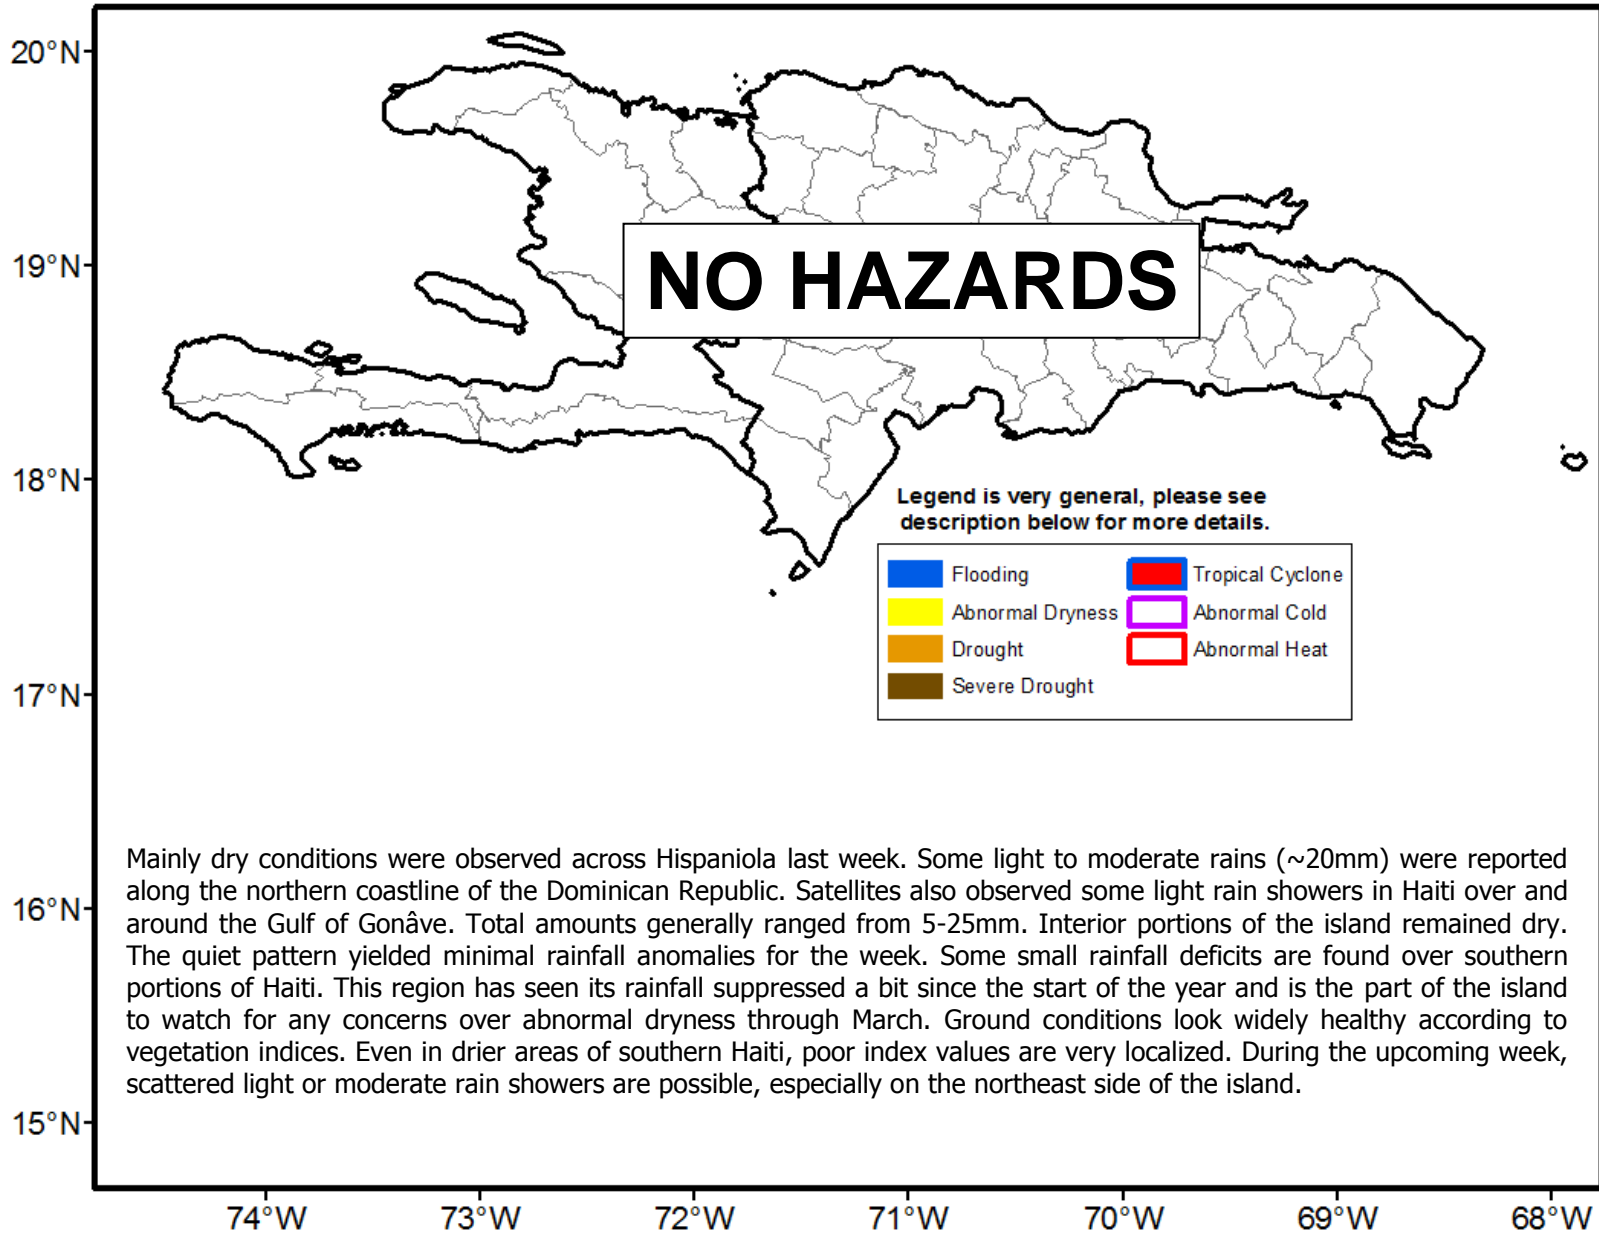 20°N
19°N
18°N
17°N
16°N
15°N
NO HAZARDS
Legend is very general, please see
description below for more details.
Flooding
Abnormal Dryness
Drought
Severe Drought
Tropical Cyclone
Abnormal Cold
Abnormal Heat
Mainly dry conditions were observed across Hispaniola last week. Some light to moderate rains (~20mm) were reported
along the northern coastline of the Dominican Republic. Satellites also observed some light rain showers in Haiti over and
around the Gulf of Gonâve. Total amounts generally ranged from 5-25mm. Interior portions of the island remained dry.
The quiet pattern yielded minimal rainfall anomalies for the week. Some small rainfall deficits are found over southern
portions of Haiti. This region has seen its rainfall suppressed a bit since the start of the year and is the part of the island
to watch for any concerns over abnormal dryness through March. Ground conditions look widely healthy according to
vegetation indices. Even in drier areas of southern Haiti, poor index values are very localized. During the upcoming week,
scattered light or moderate rain showers are possible, especially on the northeast side of the island.
74°W
73°W
72°W
71°W
70°W
69°W
68°W